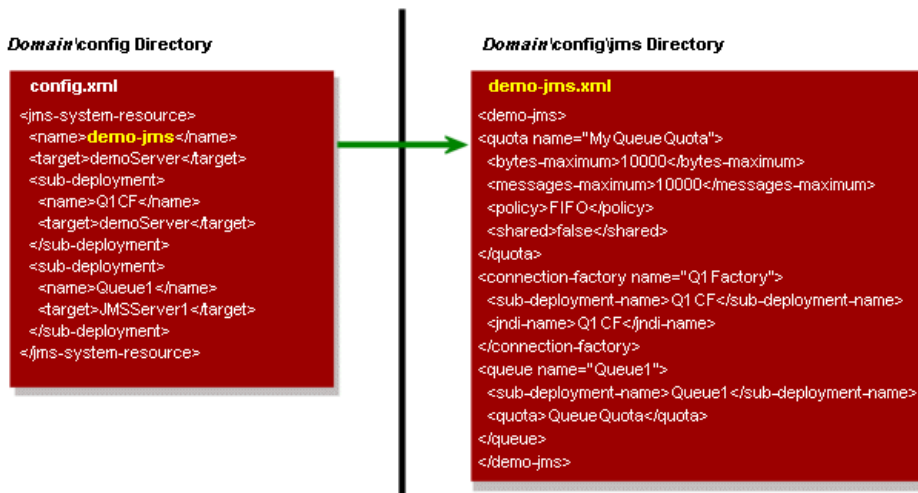 Domain\config Directory
config.xml
<jms-system-resource>
<name>demo-jms</name>
<target>demoServer</target>
<sub-deployment>
<name>Q1CF</name>
<target>demoServer</target>
</sub-deployment>
<sub-deployment>
<name>Queue1</name>
<target>JMSServer1</target>
</sub-deployment>
</jms-system-resource>
Domain\config\jms Directory
demo-jms.xml
<demo-jms>
<quota name="MyQueueQuota">
<bytes-maximum>10000</bytes-maximum>
<messages-maximum>10000</messages-maximum>
<policy>FIFO</policy>
<shared>false</shared>
</quota>
<connection-factory name="Q1Factory">
<sub-deployment-name>Q1CF</sub-deployment-name>
<jndi-name>Q1CF</jndi-name>
</connection-factory>
<queue name="Queue1">
<sub-deployment-name>Queue1</sub-deployment-name>
<quota>QueueQuota</quota>
</queue>
</demo-jms>